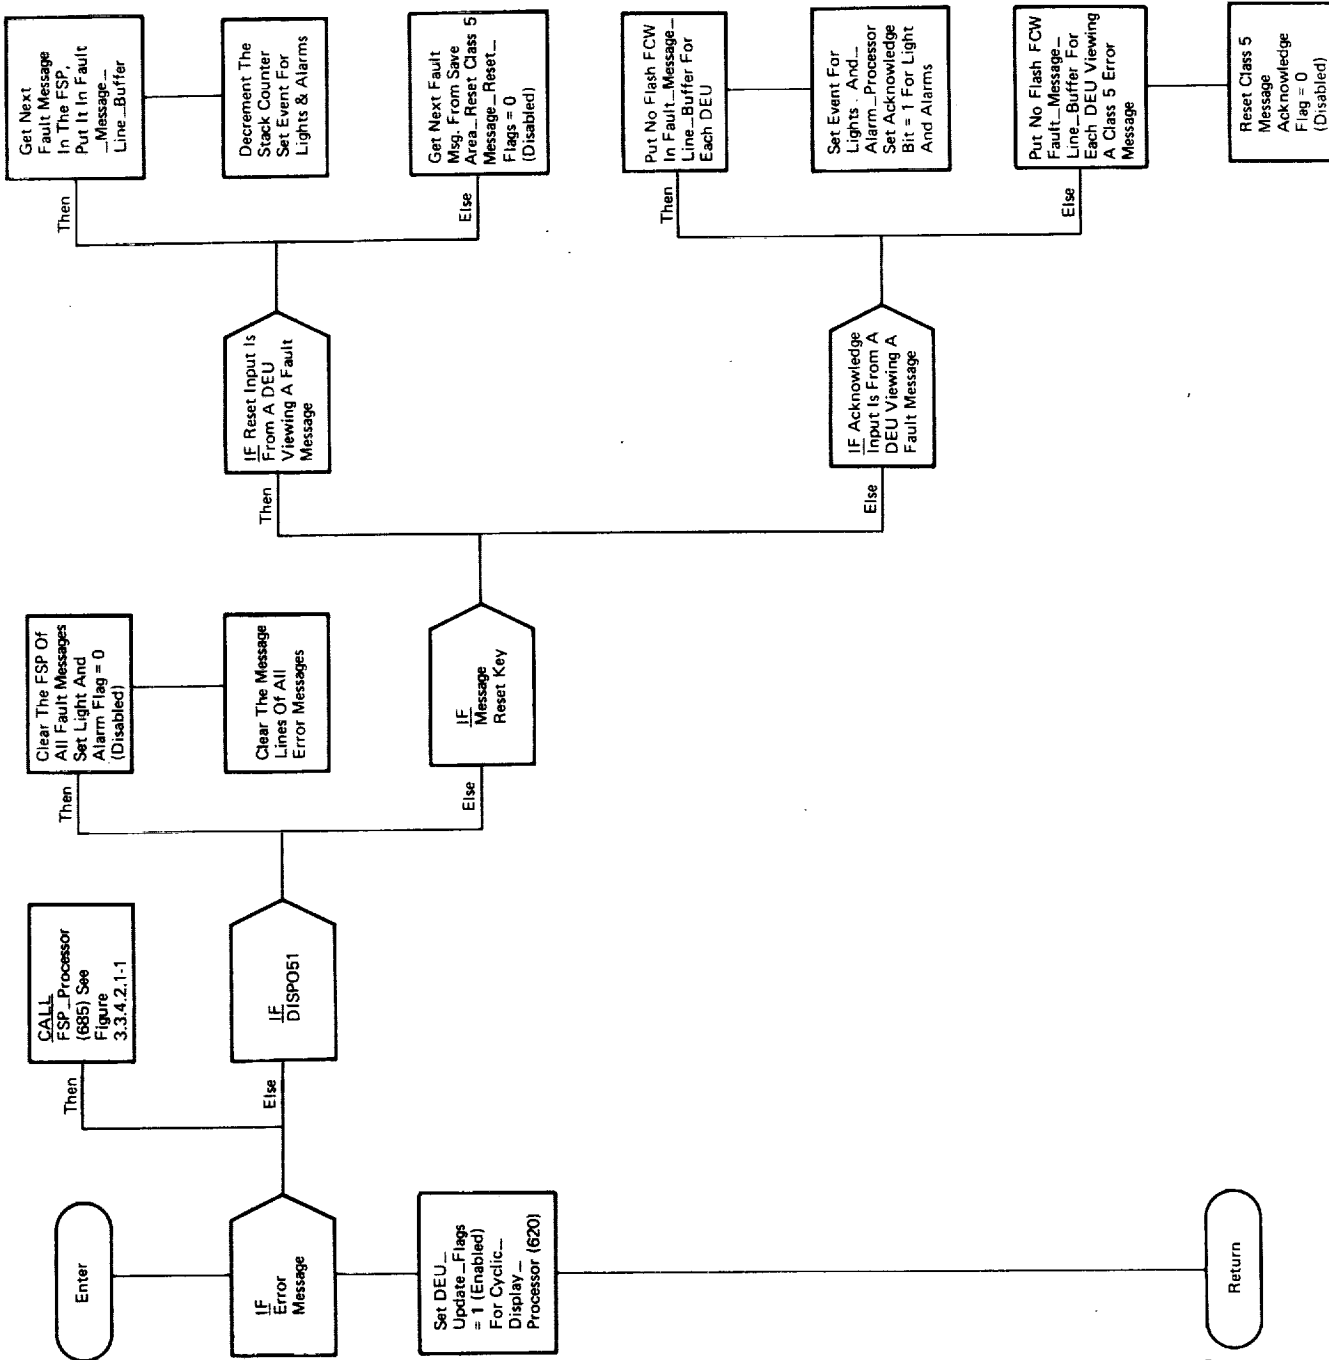 Enter
IF
Error
Message
Set DEU_
Update_Flags
= 1 (Enabled)
For Cyclic_
Display_
Processor (620)
Return
Then
CALL
FSP_Processor
(685) See
Figure
3.3.4.2.1-1
Else
IF
DISPO51
Then
Clear The FSP Of
All Fault Messages
Set Light And
Alarm Flag = 0
(Disabled)
Clear The Message
Lines Of All
Error Messages
Else
IF
Message
Reset Key
Then
IF Reset Input Is
From A DEU
Viewing A Fault
Message
Then
Get Next
Fault Message
In The FSP,
Put It In Fault
_Message_
Line_Buffer
Decrement The
Stack Counter
Set Event For
Lights & Alarms
Else
Get Next Fault
Msg. From Save
Area_Reset Class 5
Message_Reset_
Flags = 0
(Disabled)
Else
IF Acknowledge
Input Is From A
DEU Viewing A
Fault Message
Then
Put No Flash FCW
In Fault_Message_
Line_Buffer For
Each DEU
Set Event For
Lights . And_
Alarm_Processor
Set Acknowledge
Bit = 1 For Light
And Alarms
Else
Put No Flash FCW
Fault_Message_
Line_Buffer For
Each DEU Viewing
A Class 5 Error
Message
Reset Class 5
Message
Acknowledge
Flag = 0
(Disabled)